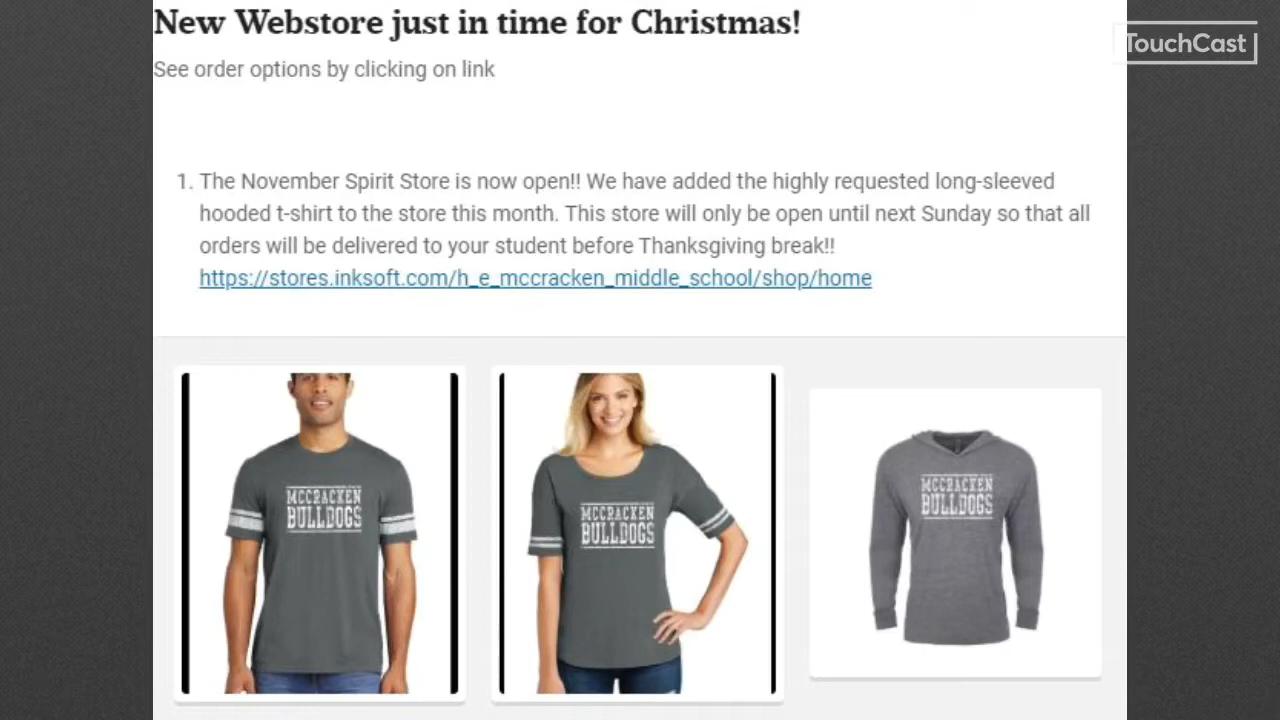 New Webstore just in time for Christmas!
TouchCast
See order options by clicking on link
1. The November Spirit Store is now open!! We have added the highly requested long-sleeved
hooded t-shirt to the store this month. This store will only be open until next Sunday so that all
orders will be delivered to your student before Thanksgiving break!!
https://stores.inksoft.com/h_e_mccracken_middle_school/shop/home
MCCRACKEN
BULLDOGS
MCCRACKEN
BULLDOGS
MCCRACKEN
BULLDOGS